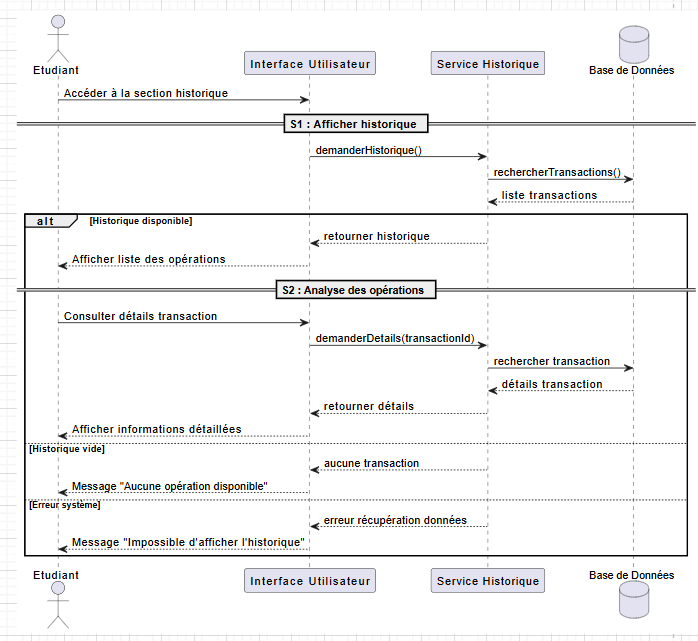 Etudiant
Interface Utilisateur
Service Historique
Base de Données
Accéder à la section historique
S1 : Afficher historique
demanderHistorique()
rechercherTransactions()
liste transactions
alt
[Historique disponible]
retourner historique
Afficher liste des opérations
S2 : Analyse des opérations
Consulter détails transaction
demanderDetails(transactionId)
rechercher transaction
détails transaction
retourner détails
Afficher informations détaillées
[Historique vide]
aucune transaction
Message "Aucune opération disponible"
[Erreur système]
erreur récupération données
Message "Impossible d'afficher l'historique"
Etudiant
Interface Utilisateur
Service Historique
Base de Données